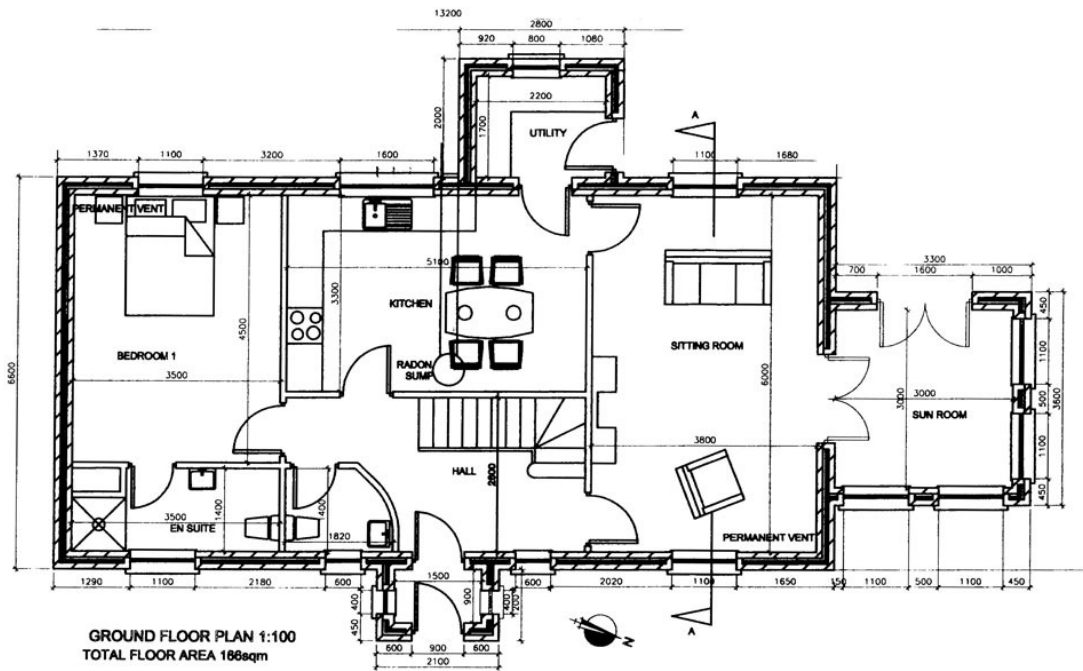 13200
2800
920 800 1080
2200
2000
1700
UTILITY
A
1370 1100 3200 1600
1100 1680
PERMANENT VENT
3300
700 1600 1000
5100
3300
KITCHEN
450
4500
BEDROOM 1
SITTING ROOM
1100
RADON
SUMP
6600
3500
6000
3000
3000
500
3600
SUN ROOM
3800
1100
HALL
2800
1400
400
450
3500
EN SUITE
1820
PERMANENT VENT
1290 1100 2180 600
1500
600 2020 1100 1650 150 1100 500 1100 450
400
900
400
200
450
N
A
600 900 600
2100
GROUND FLOOR PLAN 1:100
TOTAL FLOOR AREA 166sqm